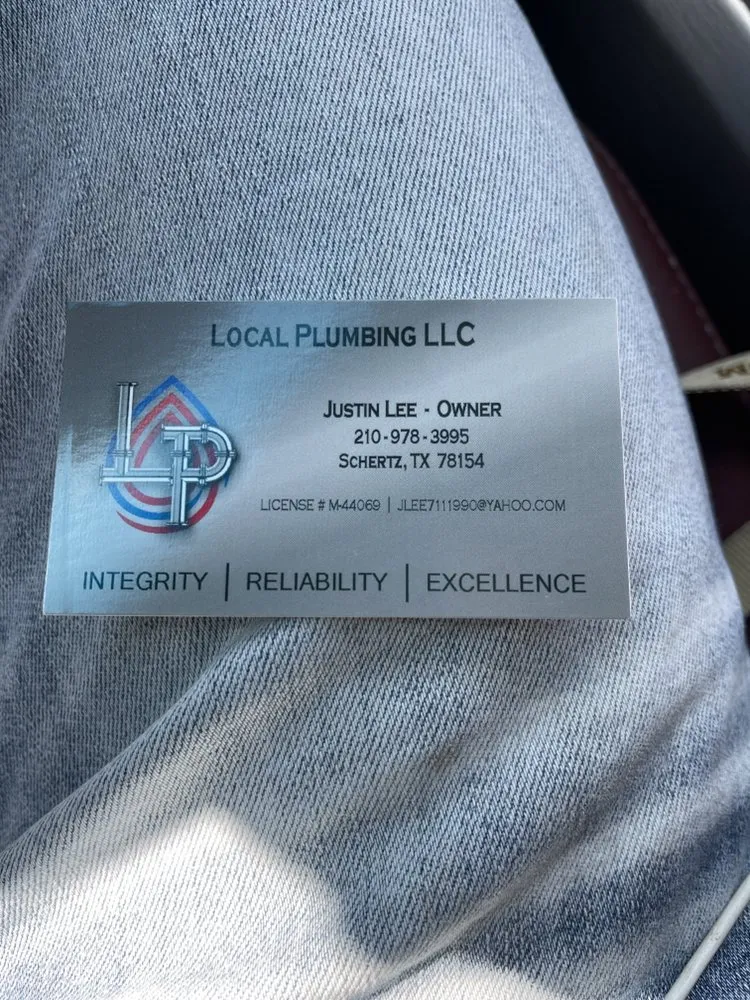 Local Plumbing LLC
LP
Justin Lee - Owner
210-978-3995
Schertz, TX 78154
License # M-44069 | jlee7111990@yahoo.com
INTEGRITY | RELIABILITY | EXCELLENCE